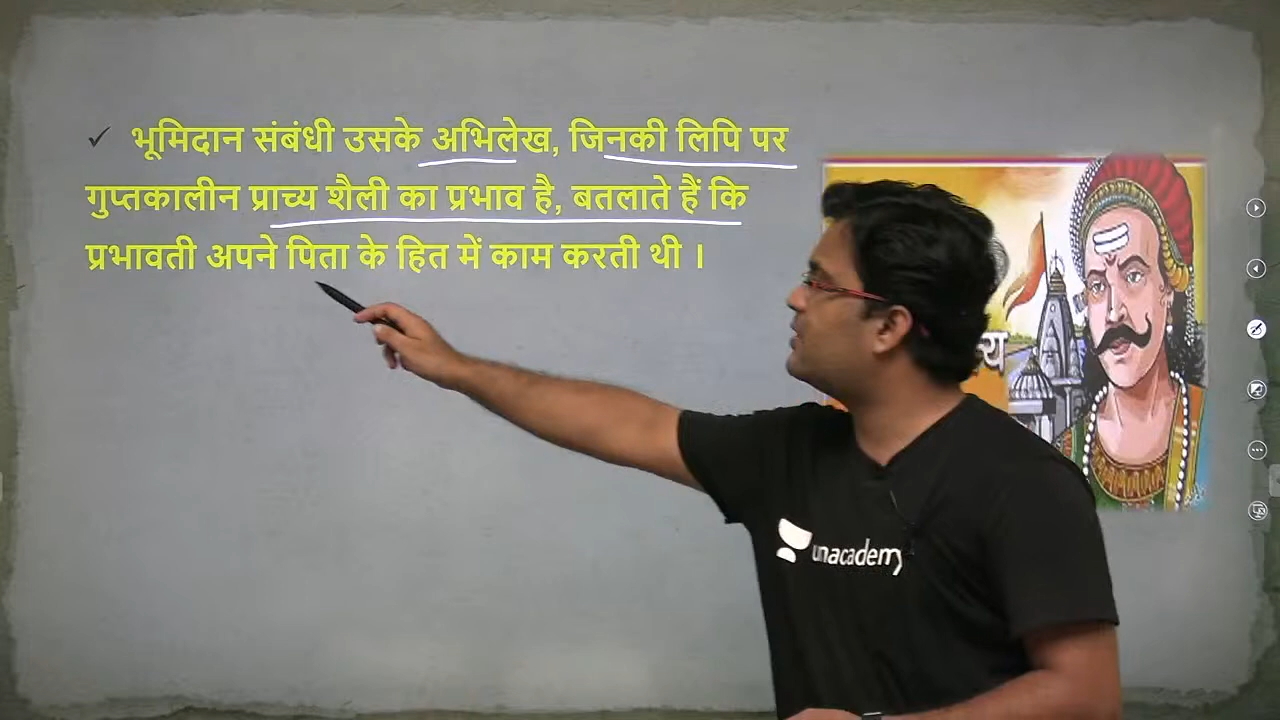 ✓ भूमिदान संबंधी उसके अभिलेख, जिनकी लिपि पर
गुप्तकालीन प्राच्य शैली का प्रभाव है, बतलाते हैं कि
प्रभावती अपने पिता के हित में काम करती थी ।
unacademy